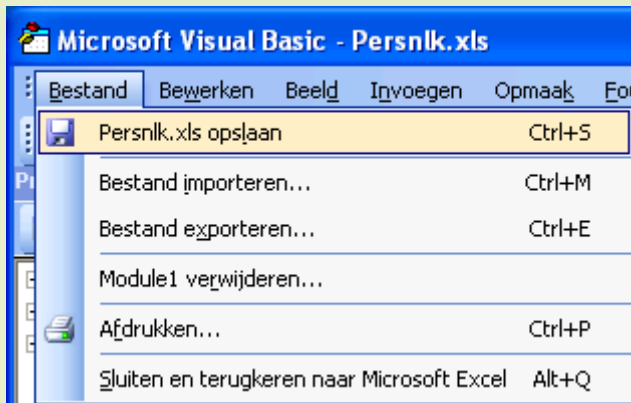 Microsoft Visual Basic - Persnlk.xls
Bestand Bewerken Beeld Invoegen Opmaak
Persnlk.xls opslaan Ctrl+S
Bestand importeren... Ctrl+M
Bestand exporteren... Ctrl+E
Module1 verwijderen...
Afdrukken... Ctrl+P
Sluiten en terugkeren naar Microsoft Excel Alt+Q